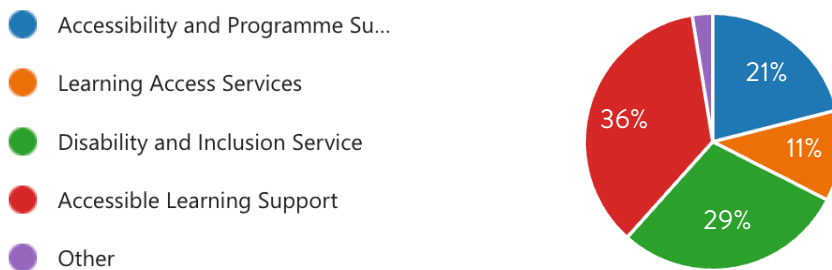 Accessibility and Programme Su...
Learning Access Services
Disability and Inclusion Service
Accessible Learning Support
Other
21%
11%
29%
36%